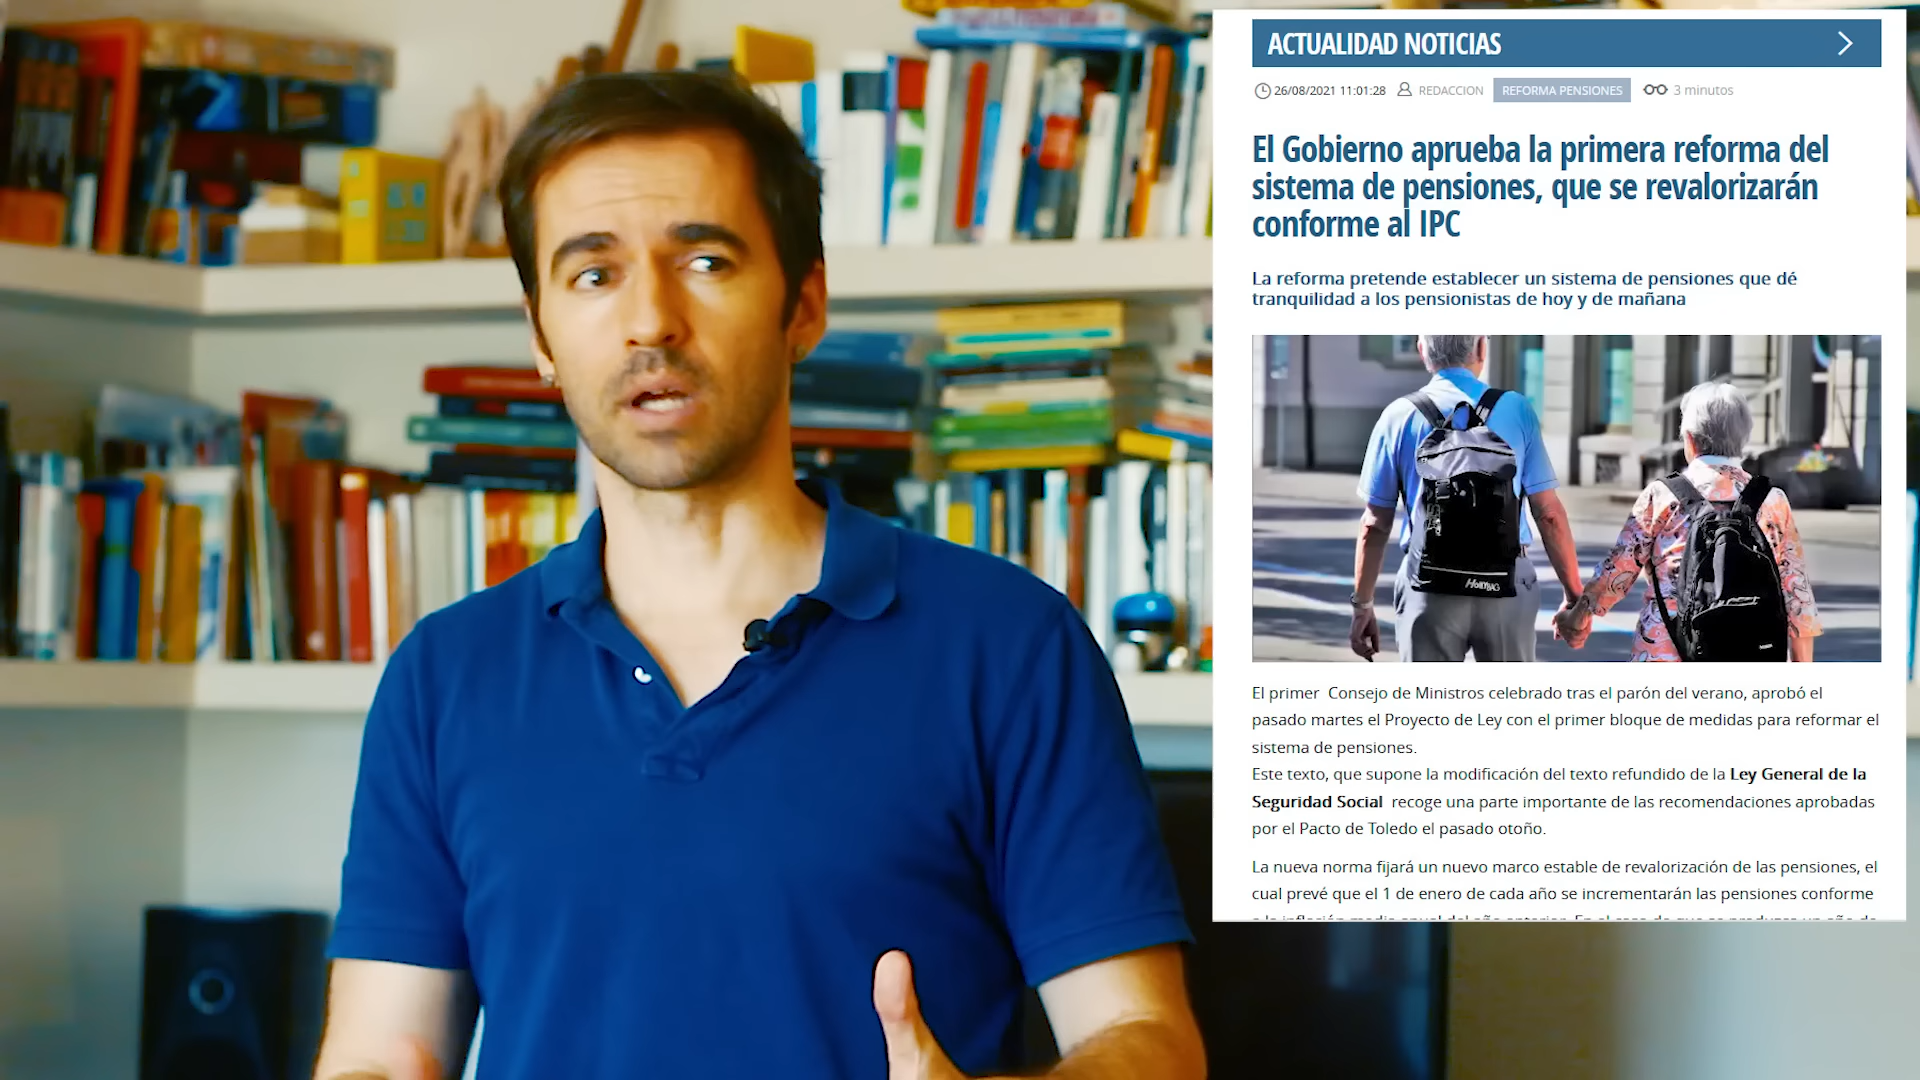 ACTUALIDAD NOTICIAS
26/08/2021 11:01:28 REDACCION REFORMA PENSIONES 3 minutos
El Gobierno aprueba la primera reforma del
sistema de pensiones, que se revalorizarán
conforme al IPC
La reforma pretende establecer un sistema de pensiones que dé
tranquilidad a los pensionistas de hoy y de mañana
El primer Consejo de Ministros celebrado tras el parón del verano, aprobó el
pasado martes el Proyecto de Ley con el primer bloque de medidas para reformar el
sistema de pensiones.
Este texto, que supone la modificación del texto refundido de la Ley General de la
Seguridad Social recoge una parte importante de las recomendaciones aprobadas
por el Pacto de Toledo el pasado otoño.
La nueva norma fijará un nuevo marco estable de revalorización de las pensiones, el
cual prevé que el 1 de enero de cada año se incrementarán las pensiones conforme